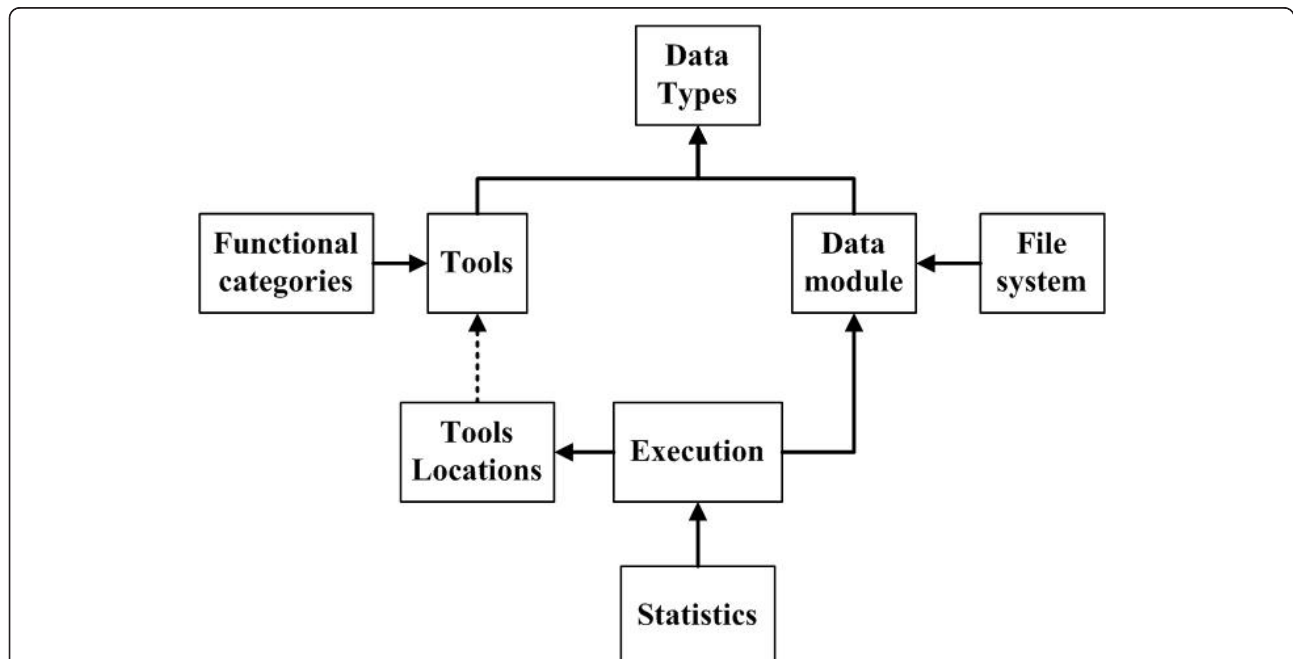 Data
Types
Functional
categories
Tools
Data
module
File
system
Tools
Locations
Execution
Statistics